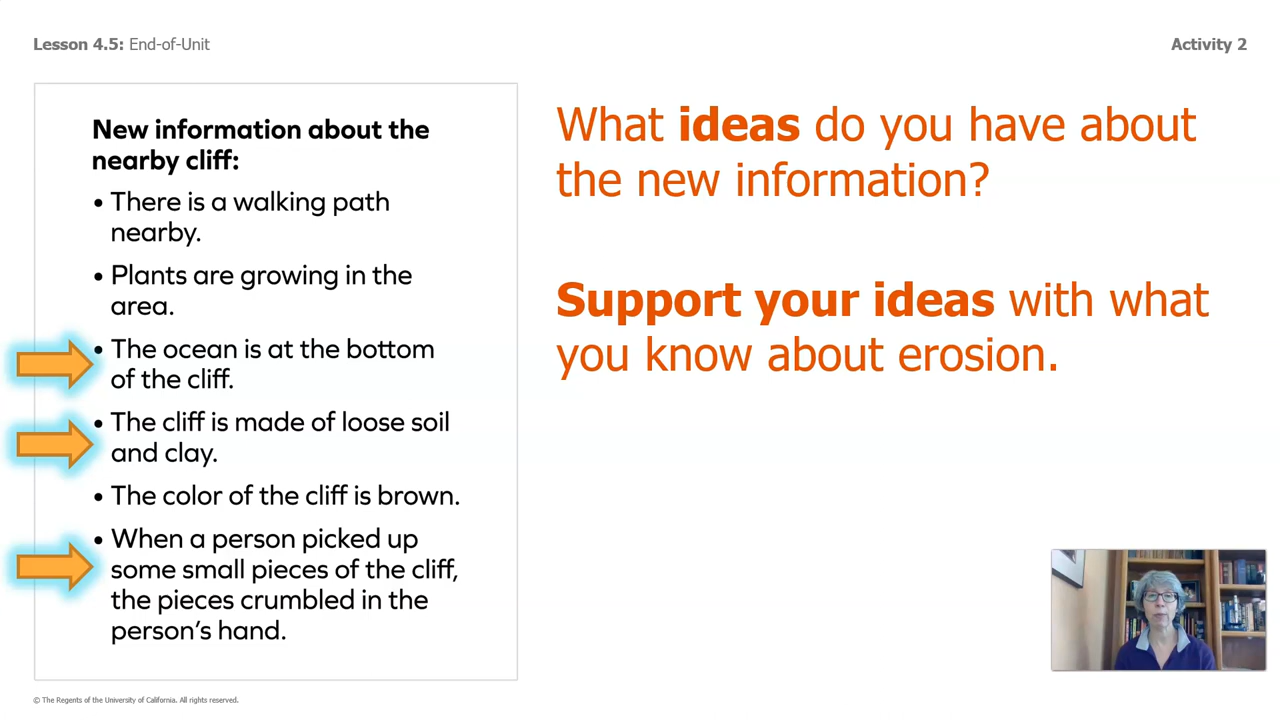 Lesson 4.5: End-of-Unit
Activity 2
New information about the
nearby cliff:
• There is a walking path
nearby.
• Plants are growing in the
area.
• The ocean is at the bottom
of the cliff.
• The cliff is made of loose soil
and clay.
• The color of the cliff is brown.
• When a person picked up
some small pieces of the cliff,
the pieces crumbled in the
person’s hand.
What ideas do you have about
the new information?
Support your ideas with what
you know about erosion.
© The Regents of the University of California. All rights reserved.